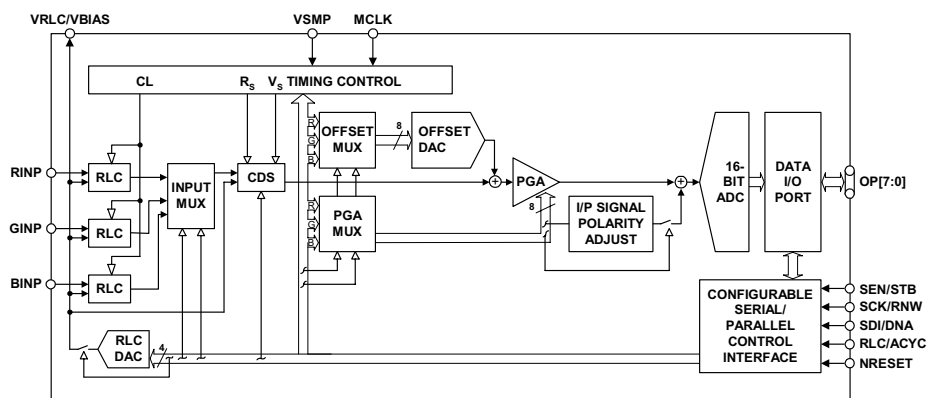 VRLC/VBIAS VSMP MCLK
CL R_S V_S TIMING CONTROL
R
G
B
OFFSET
MUX
8
OFFSET
DAC
RINP
RLC
INPUT
MUX
CDS
+
PGA
+
16-
BIT
ADC
DATA
I/O
PORT
OP[7:0]
GINP
RLC
R
G
B
PGA
MUX
8
I/P SIGNAL
POLARITY
ADJUST
BINP
RLC
CONFIGURABLE
SERIAL/
PARALLEL
CONTROL
INTERFACE
SEN/STB
SCK/RNW
SDI/DNA
RLC/ACYC
NRESET
RLC
DAC
4